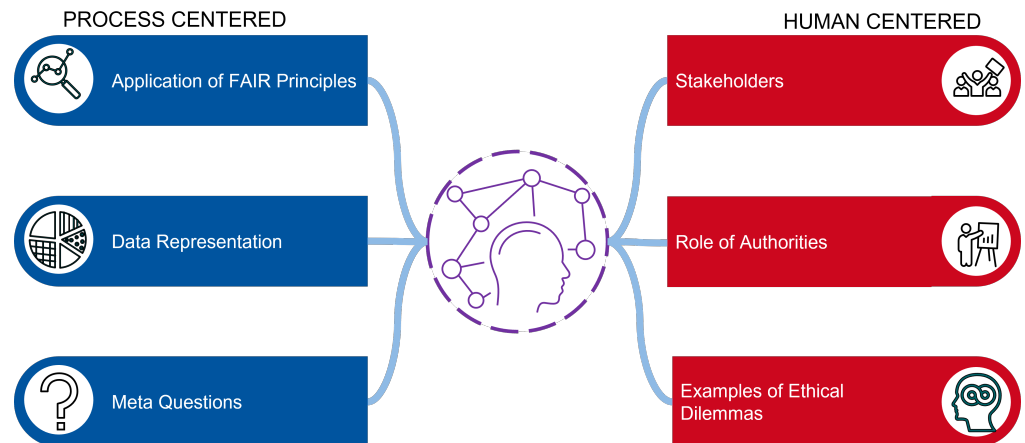 PROCESS CENTERED
Application of FAIR Principles
Data Representation
Meta Questions
HUMAN CENTERED
Stakeholders
Role of Authorities
Examples of Ethical
Dilemmas